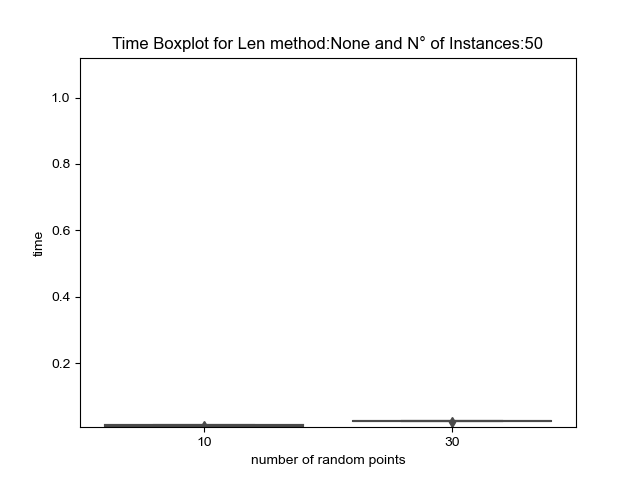 Time Boxplot for Len method:None and N° of Instances:50
1.0
0.8
0.6
0.4
0.2
time
10 30
number of random points